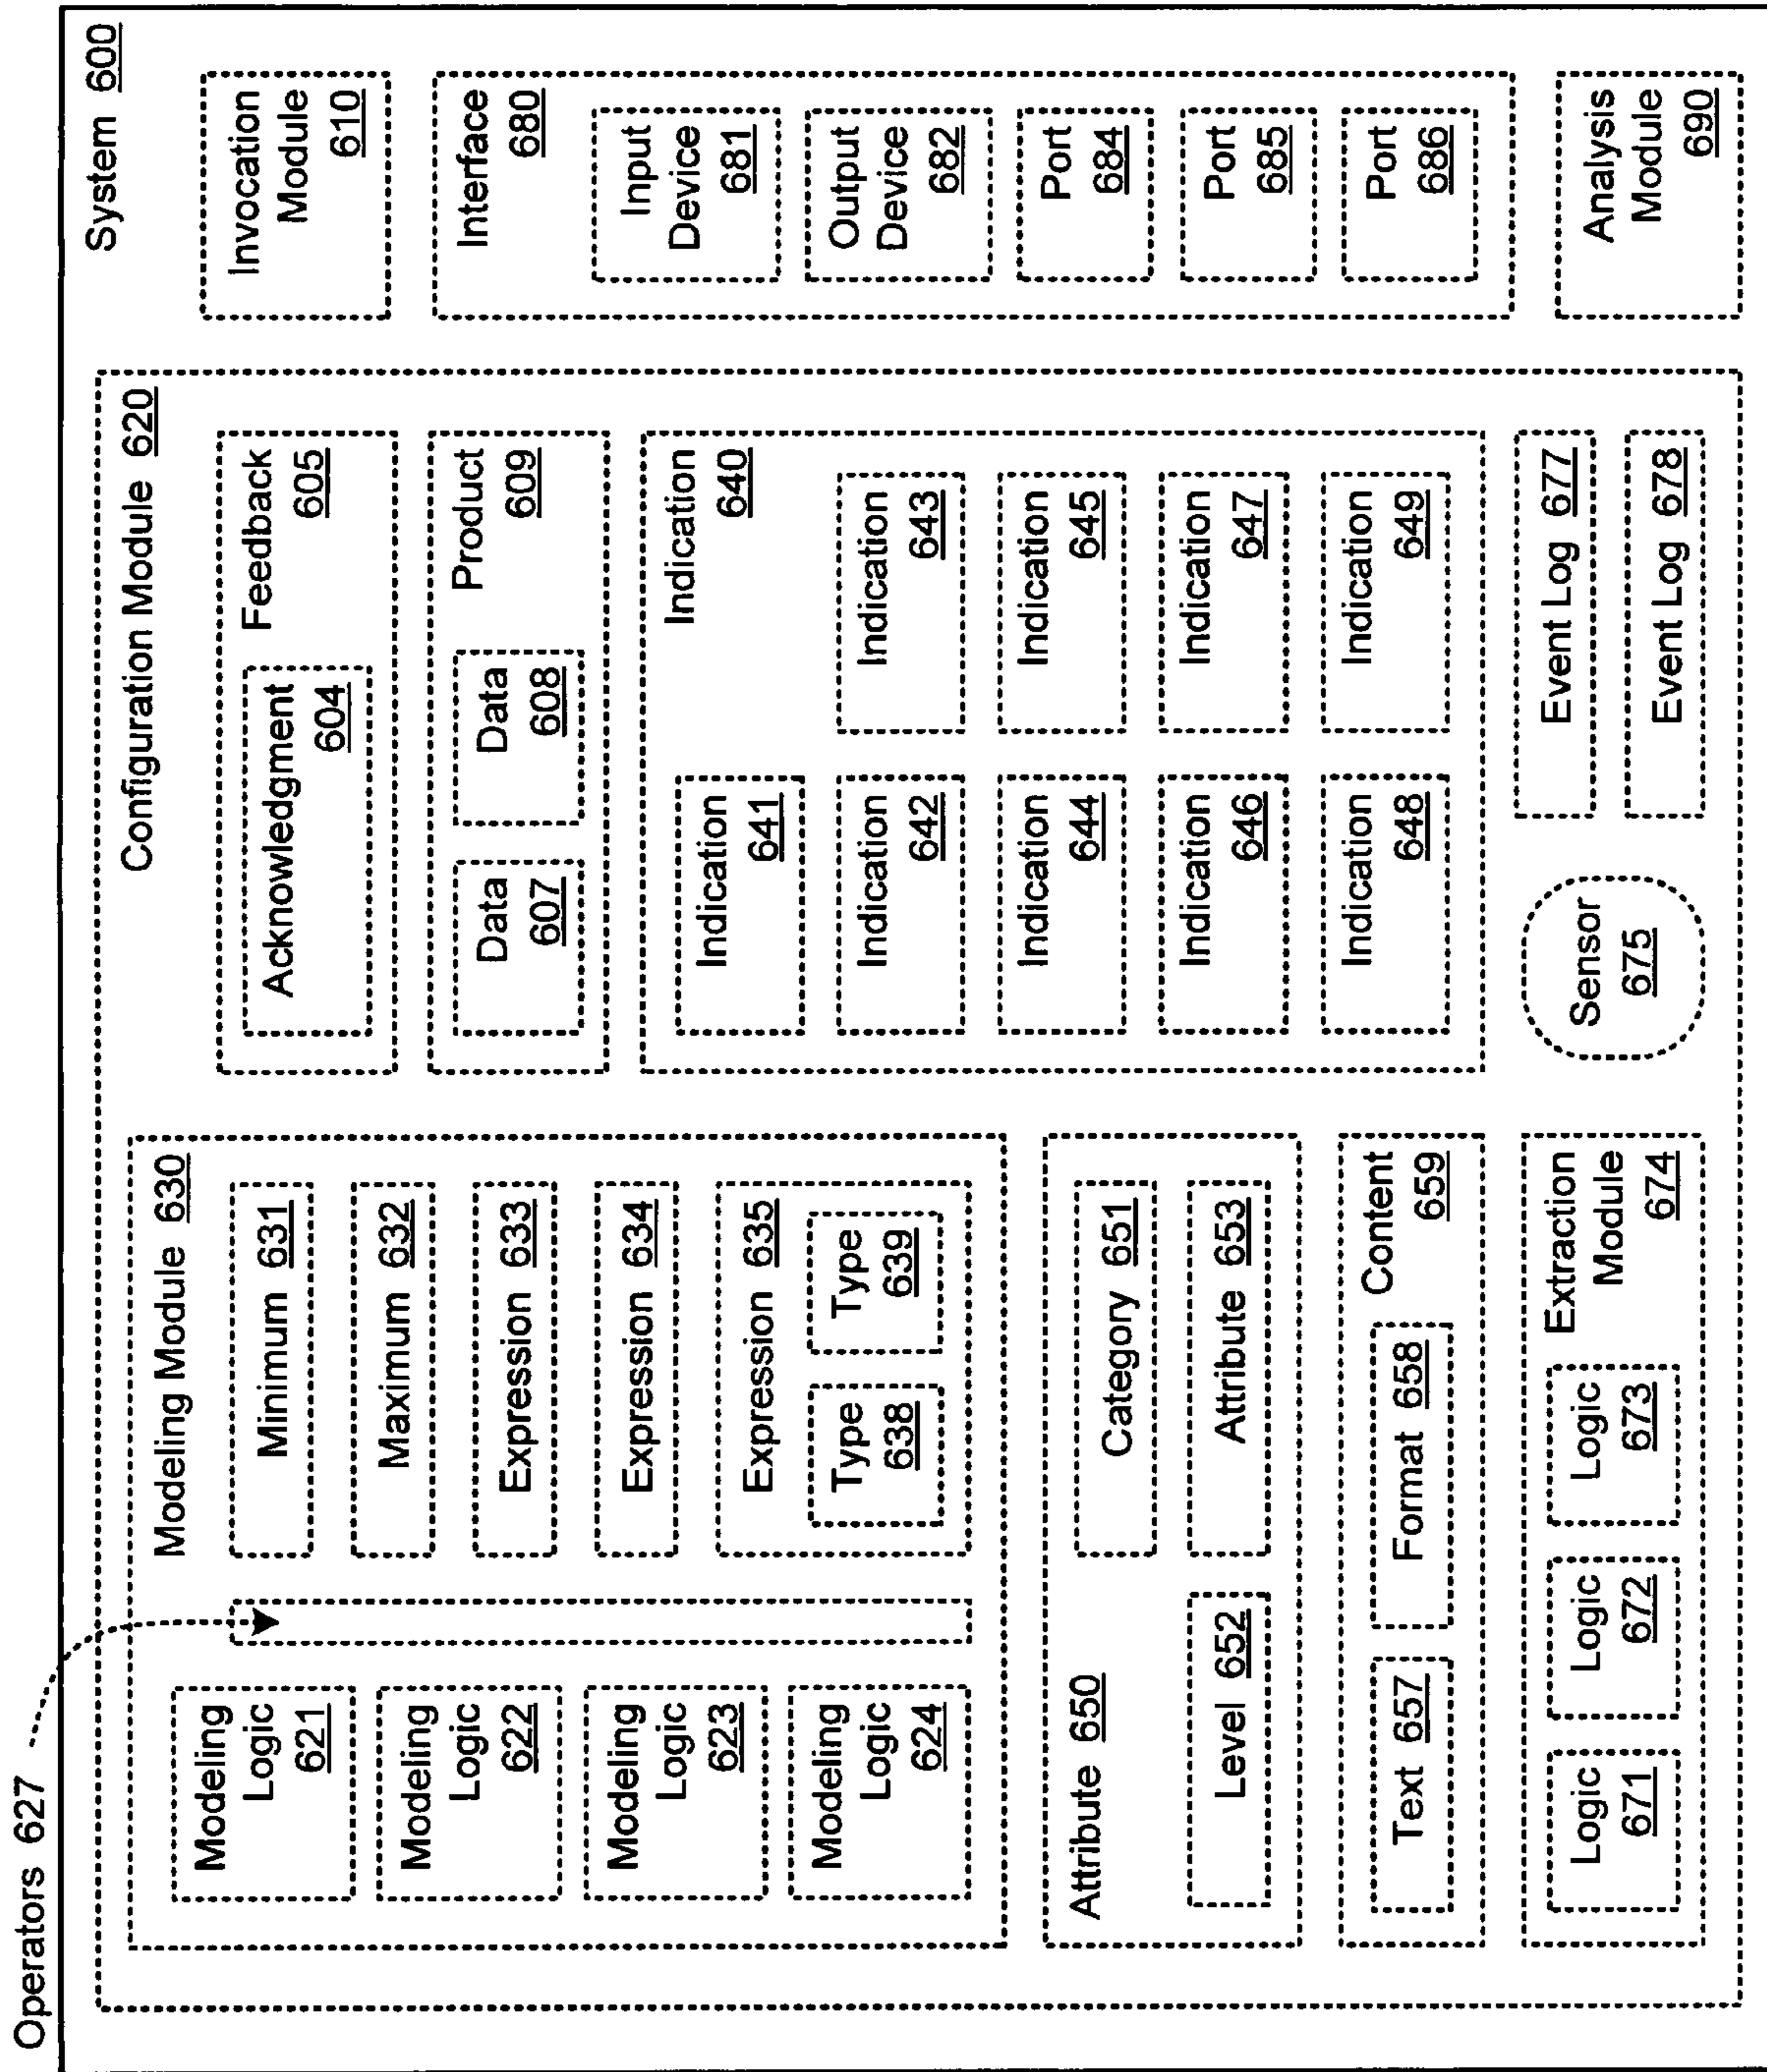 Operators 627
System 600
Configuration Module 620
Modeling Module 630
Modeling
Logic
621
Modeling
Logic
622
Modeling
Logic
623
Modeling
Logic
624
Minimum 631
Maximum 632
Expression 633
Expression 634
Expression 635
Type
638
Type
639
Attribute 650
Category 651
Level 652
Attribute 653
Content
659
Text 657
Format 658
Extraction
Module
674
Logic
671
Logic
672
Logic
673
Feedback
605
Acknowledgment
604
Product
609
Data
607
Data
608
Indication
640
Indication
641
Indication
642
Indication
643
Indication
644
Indication
645
Indication
646
Indication
647
Indication
648
Indication
649
Sensor
675
Event Log 677
Event Log 678
Invocation
Module
610
Interface
680
Input
Device
681
Output
Device
682
Port
684
Port
685
Port
686
Analysis
Module
690